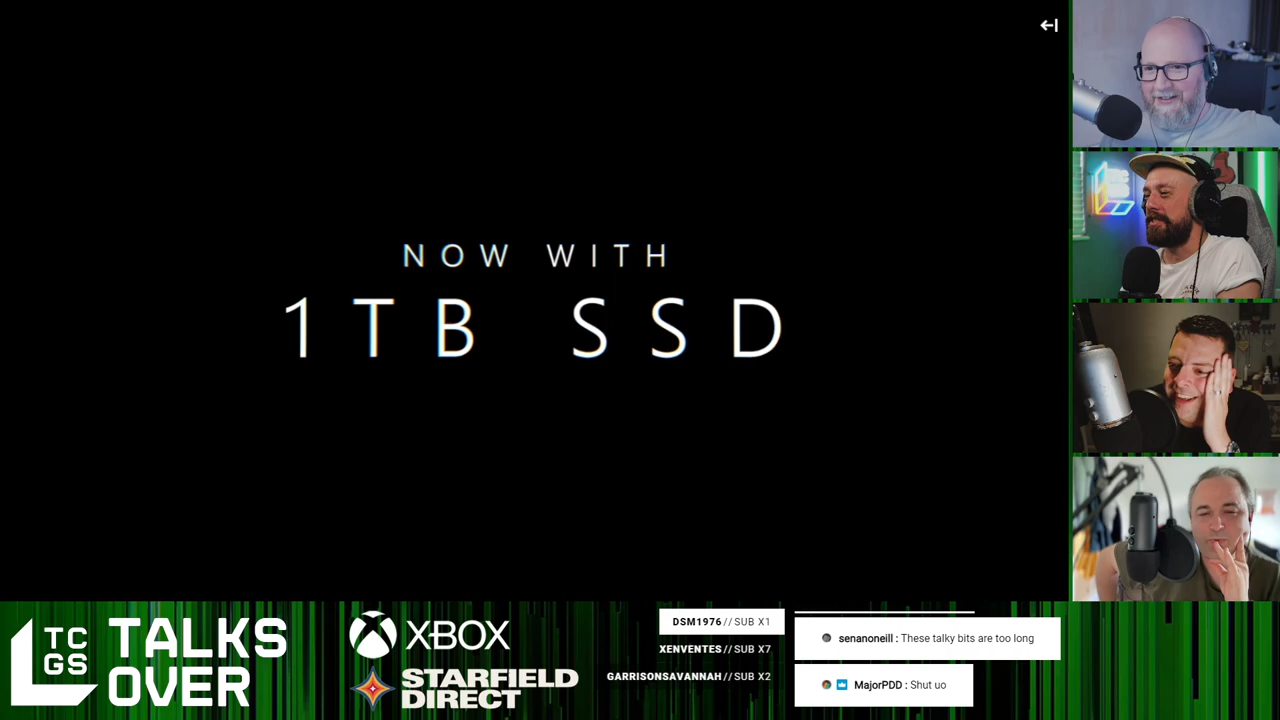 NOW WITH
1TB SSD
TC
GS
TALKS
OVER
XBOX
STARFIELD
DIRECT
DSM1976//SUB X1
XENVENTES//SUB X7
GARRISONSAVANNAH//SUB X2
senanoneill : These talky bits are too long
MajorPDD : Shut uo